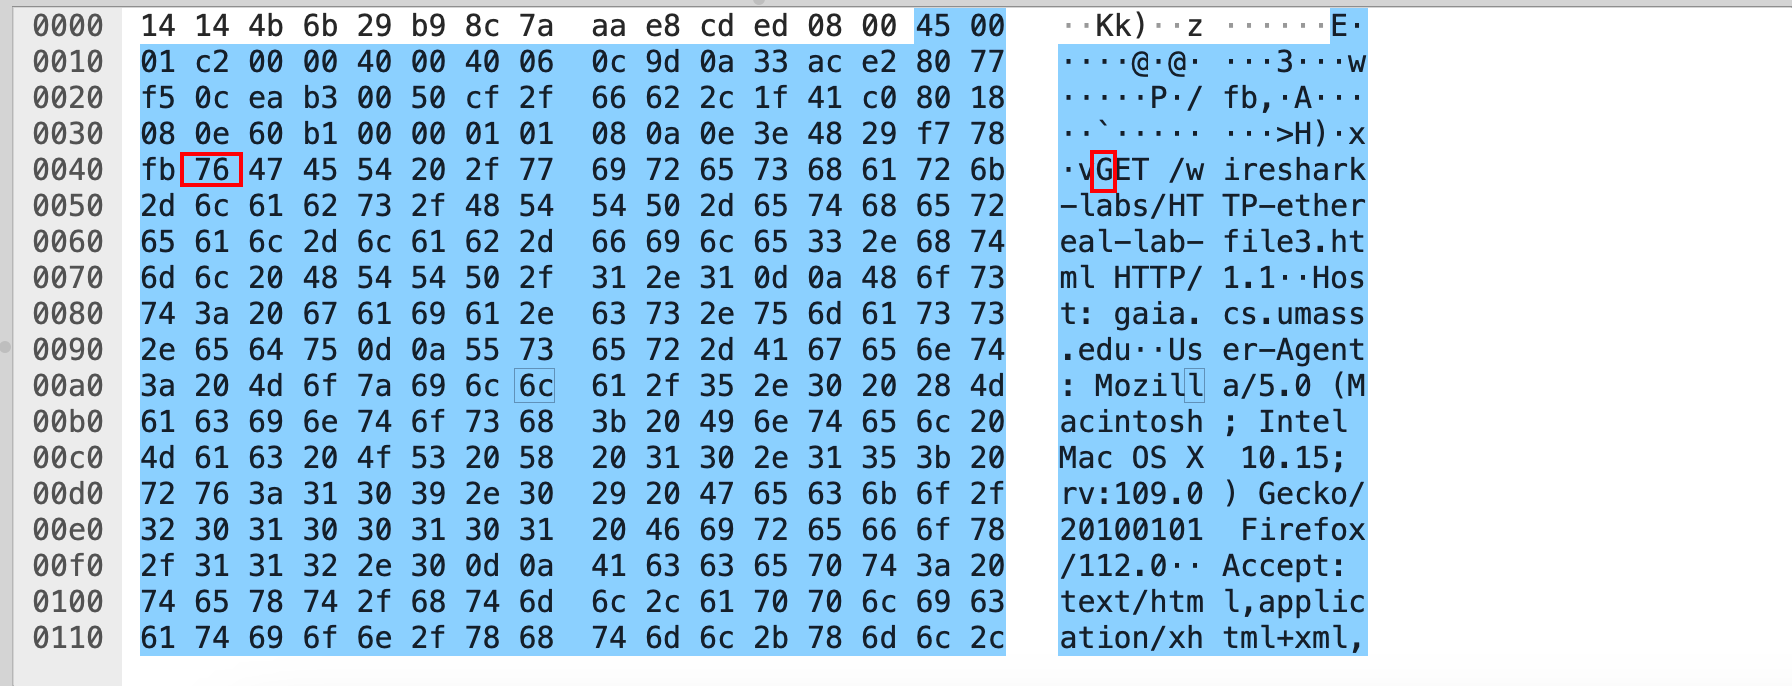 0000 14 14 4b 6b 29 b9 8c 7a aa e8 cd ed 08 00 45 00 ··Kk)··z ······E·
0010 01 c2 00 00 40 00 40 06 0c 9d 0a 33 ac e2 80 77 ····@·@· ···3···w
0020 f5 0c ea b3 00 50 cf 2f 66 62 2c 1f 41 c0 80 18 ·····P·/ fb,·A···
0030 08 0e 60 b1 00 00 01 01 08 0a 0e 3e 48 29 f7 78 ··`····· ···>H)·x
0040 fb 76 47 45 54 20 2f 77 69 72 65 73 68 61 72 6b ·vGET /w ireshark
0050 2d 6c 61 62 73 2f 48 54 54 50 2d 65 74 68 65 72 -labs/HT TP-ether
0060 65 61 6c 2d 6c 61 62 2d 66 69 6c 65 33 2e 68 74 eal-lab- file3.ht
0070 6d 6c 20 48 54 54 50 2f 31 2e 31 0d 0a 48 6f 73 ml HTTP/ 1.1··Hos
0080 74 3a 20 67 61 69 61 2e 63 73 2e 75 6d 61 73 73 t: gaia. cs.umass
0090 2e 65 64 75 0d 0a 55 73 65 72 2d 41 67 65 6e 74 .edu··Us er-Agent
00a0 3a 20 4d 6f 7a 69 6c 6c 61 2f 35 2e 30 20 28 4d : Mozill a/5.0 (M
00b0 61 63 69 6e 74 6f 73 68 3b 20 49 6e 74 65 6c 20 acintosh ; Intel
00c0 4d 61 63 20 4f 53 20 58 20 31 30 2e 31 35 3b 20 Mac OS X  10.15;
00d0 72 76 3a 31 30 39 2e 30 29 20 47 65 63 6b 6f 2f rv:109.0 ) Gecko/
00e0 32 30 31 30 30 31 30 31 20 46 69 72 65 66 6f 78 20100101  Firefox
00f0 2f 31 31 32 2e 30 0d 0a 41 63 63 65 70 74 3a 20 /112.0·· Accept:
0100 74 65 78 74 2f 68 74 6d 6c 2c 61 70 70 6c 69 63 text/htm l,applic
0110 61 74 69 6f 6e 2f 78 68 74 6d 6c 2b 78 6d 6c 2c ation/xh tml+xml,